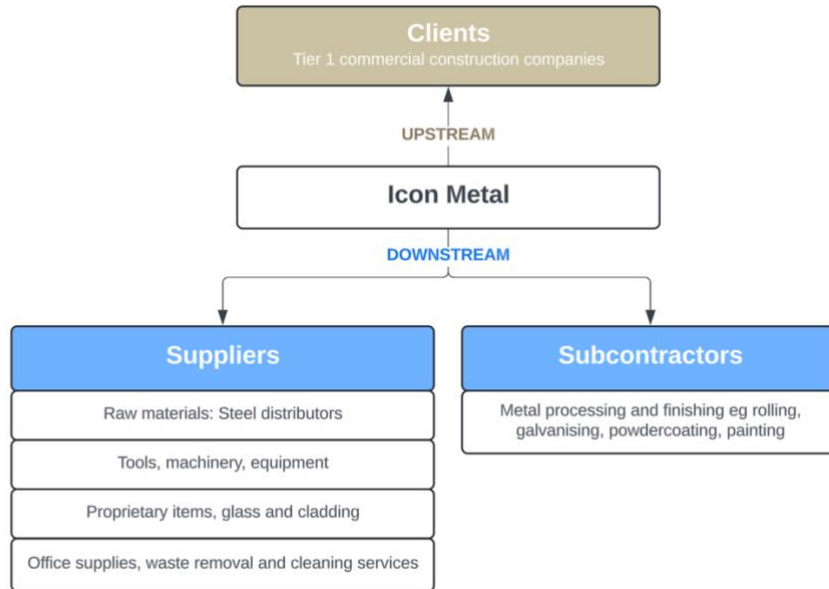 Clients
Tier 1 commercial construction companies
UPSTREAM
Icon Metal
DOWNSTREAM
Suppliers
Raw materials: Steel distributors
Tools, machinery, equipment
Proprietary items, glass and cladding
Office supplies, waste removal and cleaning services
Subcontractors
Metal processing and finishing eg rolling,
galvanising, powdercoating, painting